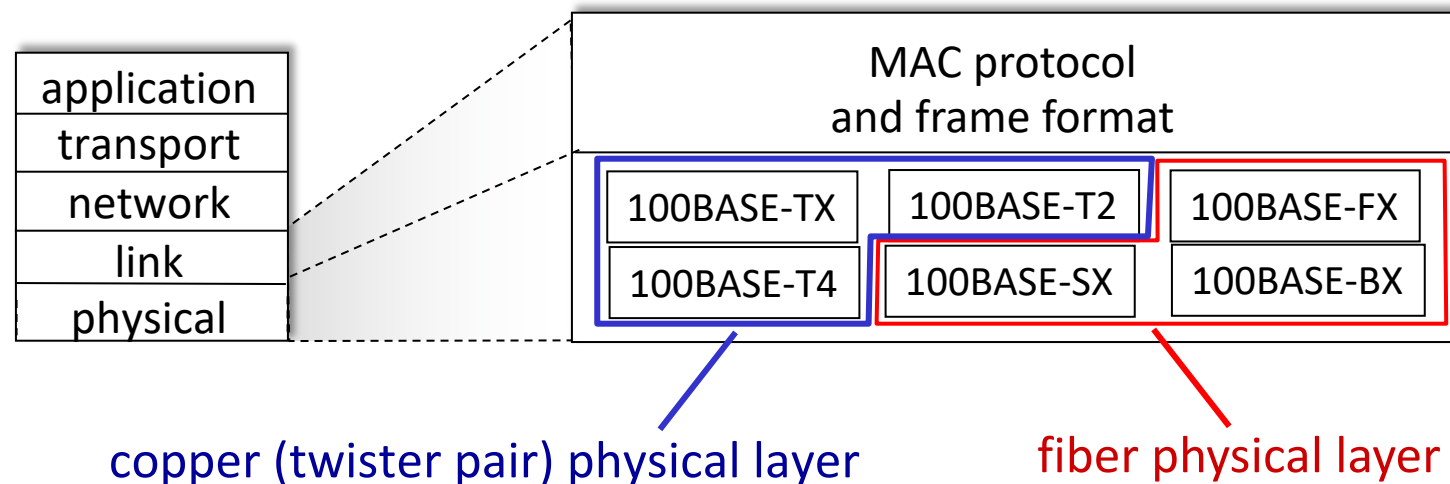 application
transport
network
link
physical
MAC protocol
and frame format
100BASE-TX
100BASE-T2
100BASE-FX
100BASE-T4
100BASE-SX
100BASE-BX
copper (twister pair) physical layer
fiber physical layer